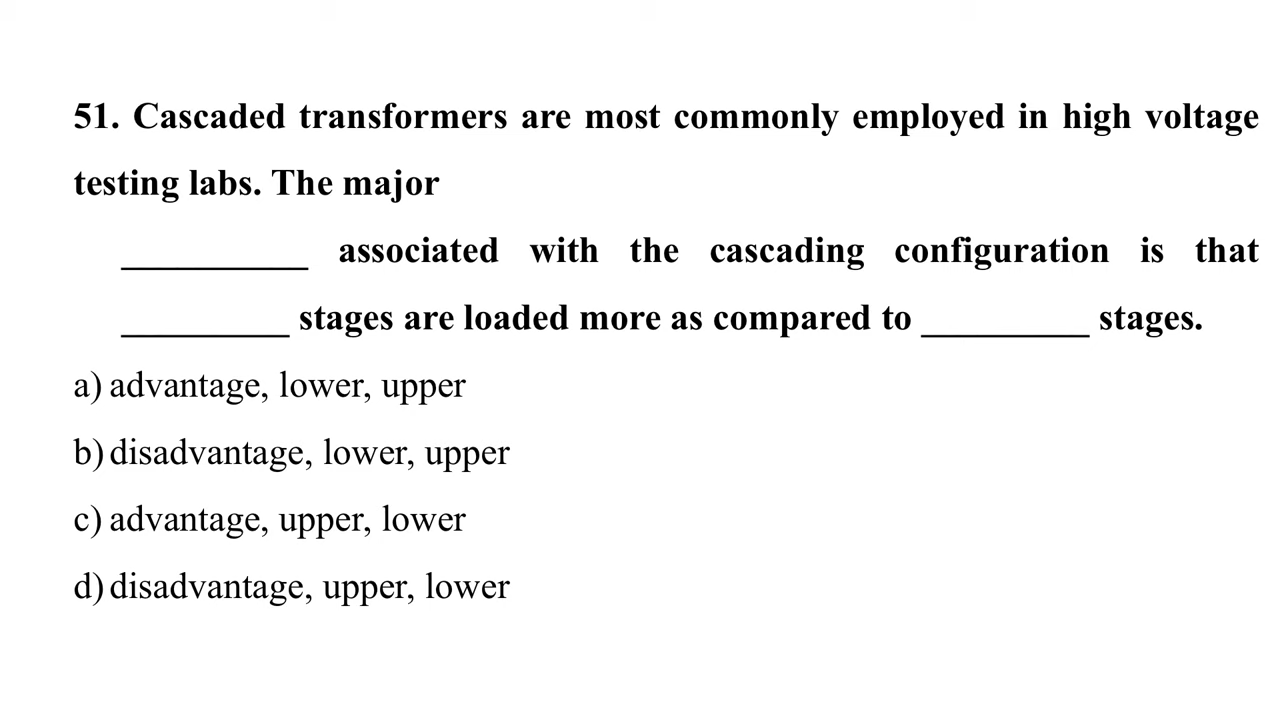 51. Cascaded transformers are most commonly employed in high voltage
testing labs. The major
__________ associated with the cascading configuration is that
_________ stages are loaded more as compared to _________ stages.
a) advantage, lower, upper
b) disadvantage, lower, upper
c) advantage, upper, lower
d) disadvantage, upper, lower